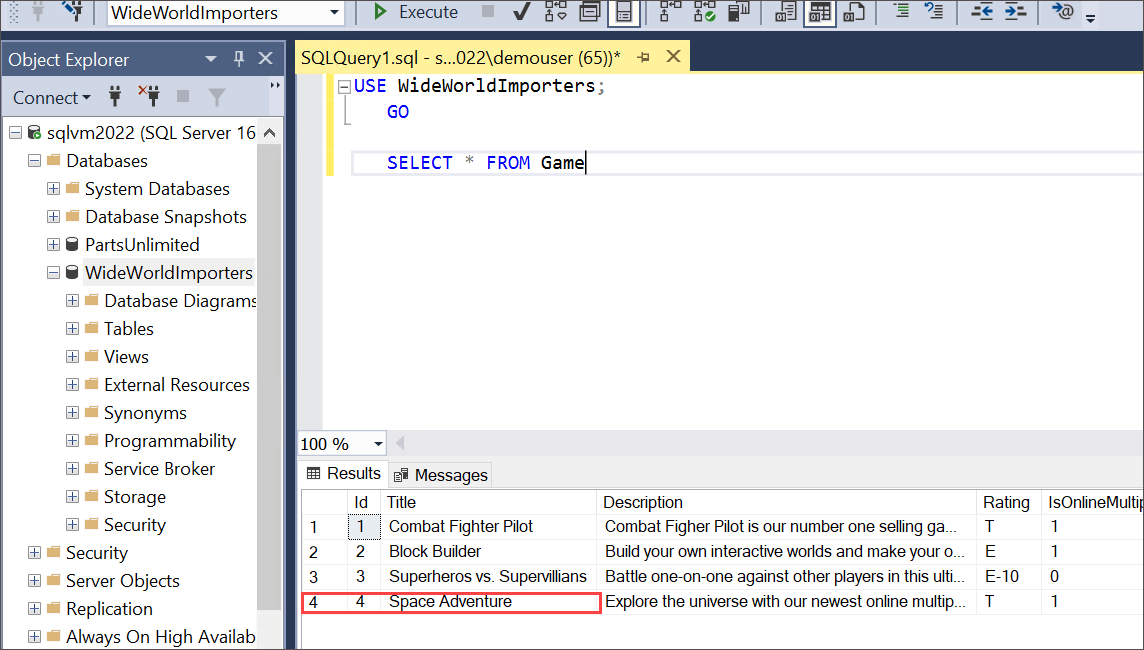 WideWorldImporters
Execute
Object Explorer
Connect
sqlvm2022 (SQL Server 16
Databases
System Databases
Database Snapshots
PartsUnlimited
WideWorldImporters
Database Diagrams
Tables
Views
External Resources
Synonyms
Programmability
Service Broker
Storage
Security
Security
Server Objects
Replication
Always On High Availab
SQLQuery1.sql - s...022\demouser (65))*
USE WideWorldImporters;
GO
SELECT * FROM Game
100 %
Results Messages
Id Title Description Rating IsOnlineMultip
1 1 Combat Fighter Pilot Combat Figher Pilot is our number one selling ga... T 1
2 2 Block Builder Build your own interactive worlds and make your o... E 1
3 3 Superheros vs. Supervillians Battle one-on-one against other players in this ulti... E-10 0
4 4 Space Adventure Explore the universe with our newest online multip... T 1